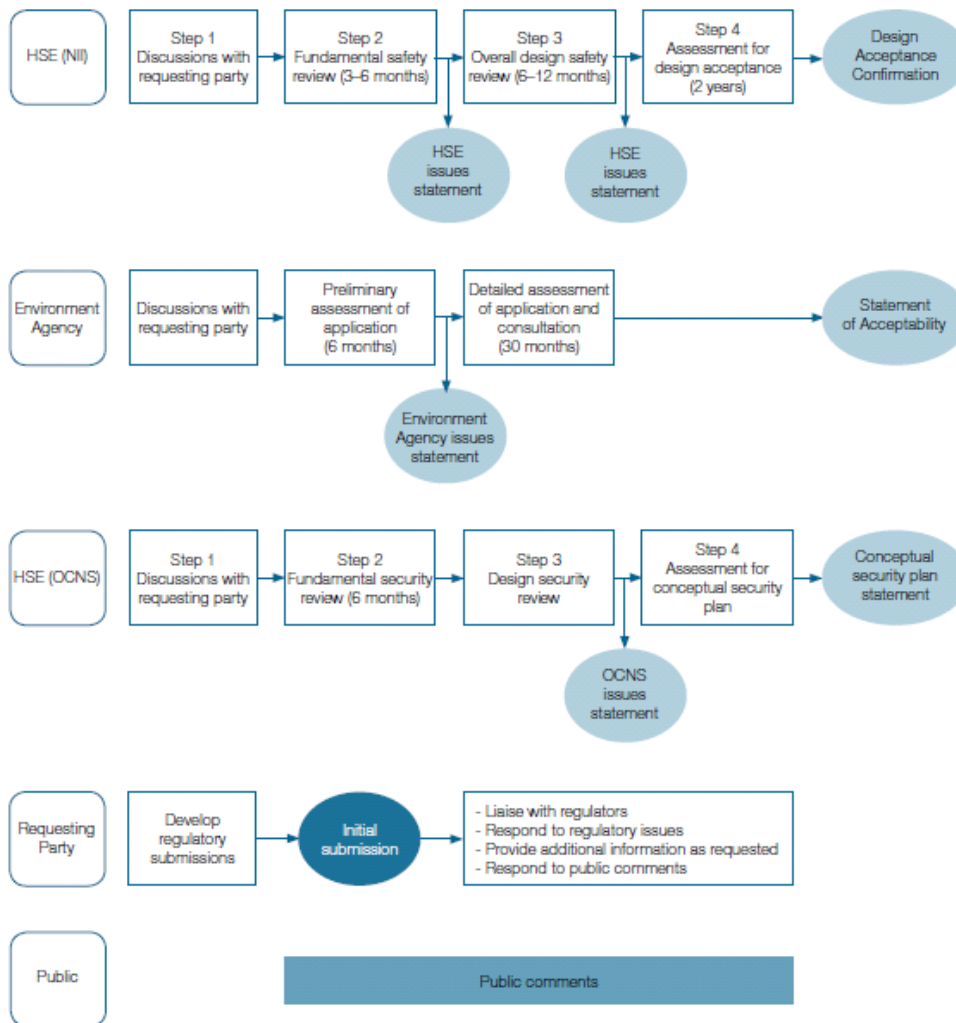 HSE (NII)
Step 1
Discussions with
requesting party
Step 2
Fundamental safety
review (3–6 months)
Step 3
Overall design safety
review (6–12 months)
Step 4
Assessment for
design acceptance
(2 years)
Design
Acceptance
Confirmation
HSE
issues
statement
HSE
issues
statement
Environment
Agency
Discussions with
requesting party
Preliminary
assessment of
application
(6 months)
Detailed assessment
of application and
consultation
(30 months)
Statement
of Acceptability
Environment
Agency issues
statement
HSE (OCNS)
Step 1
Discussions with
requesting party
Step 2
Fundamental security
review (6 months)
Step 3
Design security
review
Step 4
Assessment for
conceptual security
plan
Conceptual
security plan
statement
OCNS
issues
statement
Requesting
Party
Develop
regulatory
submissions
Initial
submission
- Liaise with regulators
- Respond to regulatory issues
- Provide additional information as requested
- Respond to public comments
Public
Public comments